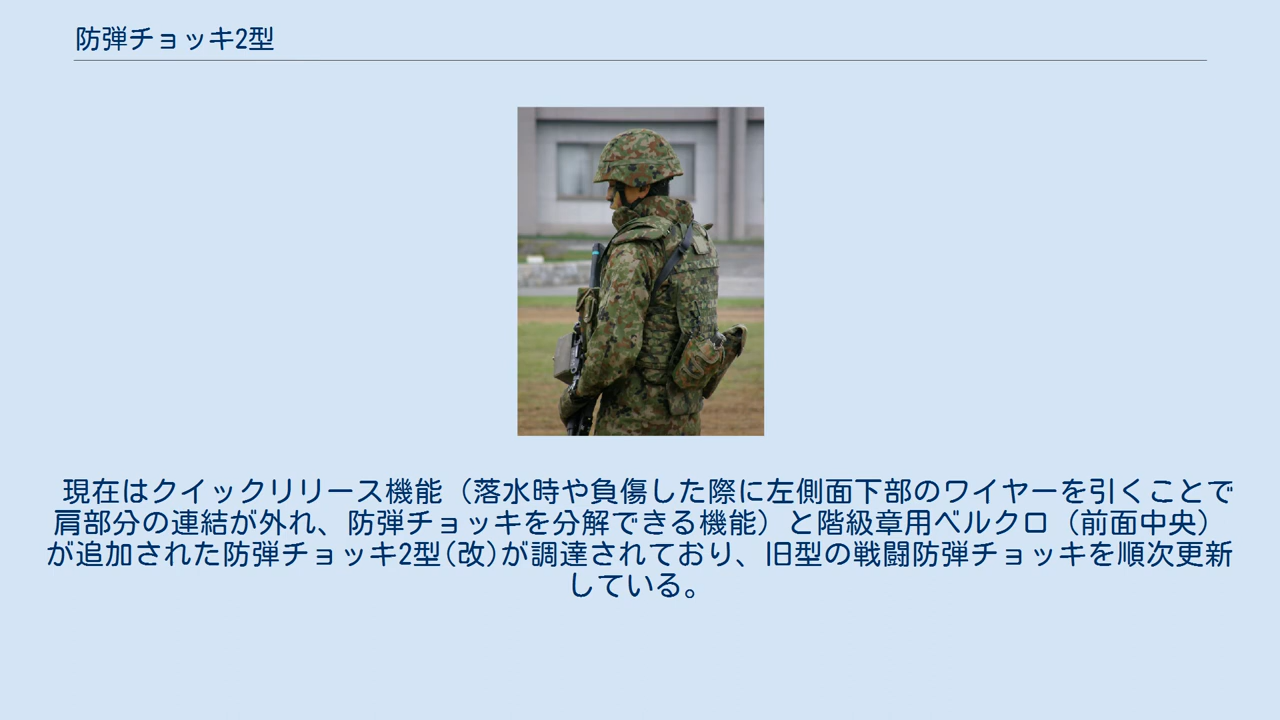 防弾チョッキ2型
現在はクイックリリース機能（落水時や負傷した際に左側面下部のワイヤーを引くことで
肩部分の連結が外れ、防弾チョッキを分解できる機能）と階級章用ベルクロ（前面中央）
が追加された防弾チョッキ2型(改)が調達されており、旧型の戦闘防弾チョッキを順次更新
している。